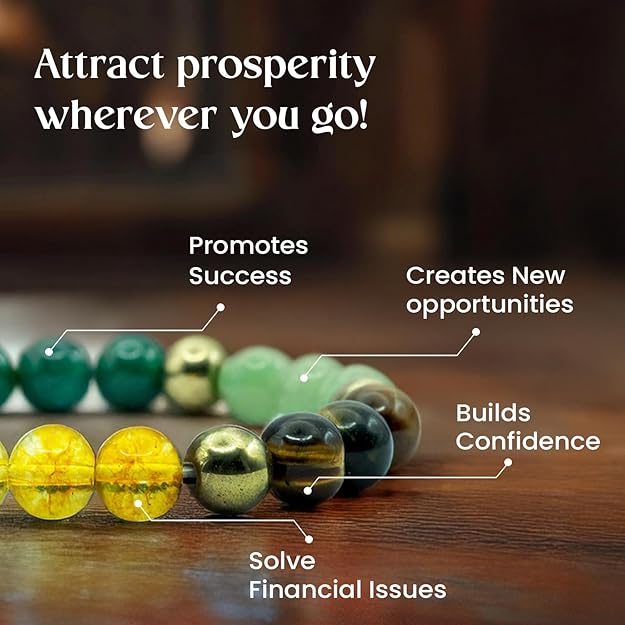 Attract prosperity
wherever you go!
Promotes
Success
Creates New
opportunities
Builds
Confidence
Solve
Financial Issues